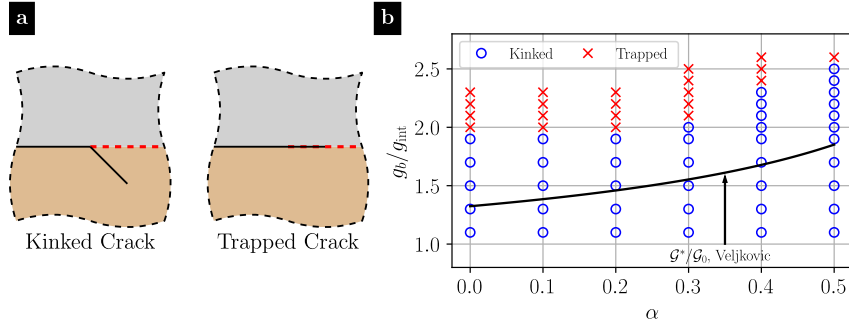 a
Kinked Crack
Trapped Crack
b
Kinked
Trapped
2.5
2.0
1.5
1.0
g_b/g_int
𝒢*/𝒢₀, Veljkovic
0.0 0.1 0.2 0.3 0.4 0.5
α